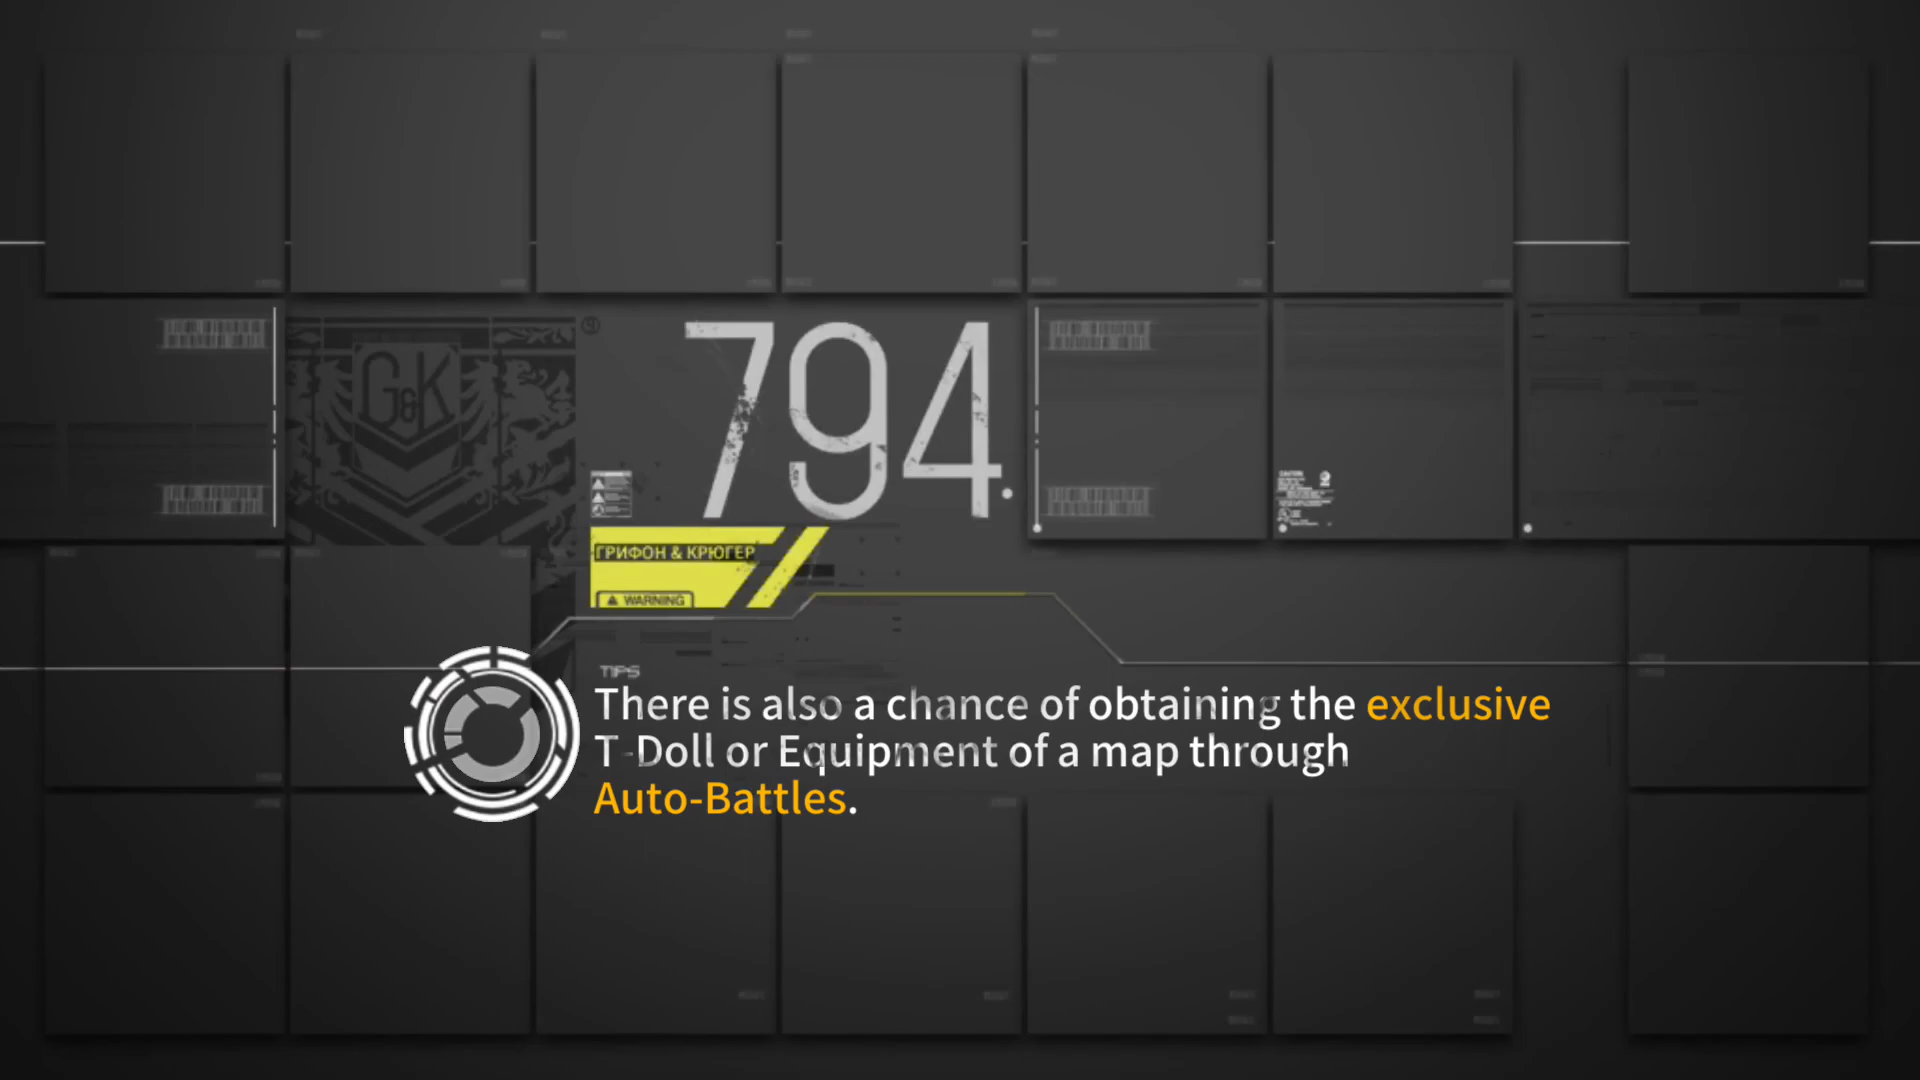 G&K
794.
ГРИФОН & КРЮГЕР
WARNING
TIPS
There is also a chance of obtaining the exclusive
T-Doll or Equipment of a map through
Auto-Battles.